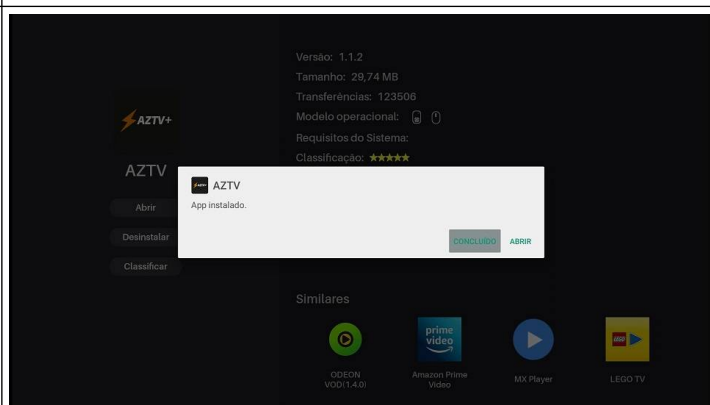 Versão: 1.1.2
Tamanho: 29,74 MB
Transferências: 123506
Modelo operacional:
Requisitos do Sistema:
Classificação:
AZTV+
AZTV
Abrir
Desinstalar
Classificar
AZTV
App instalado.
CONCLUÍDO
ABRIR
Similares
prime
video
LEGO
ODEON
VOD(1.4.0)
Amazon Prime
Video
MX Player
LEGO TV